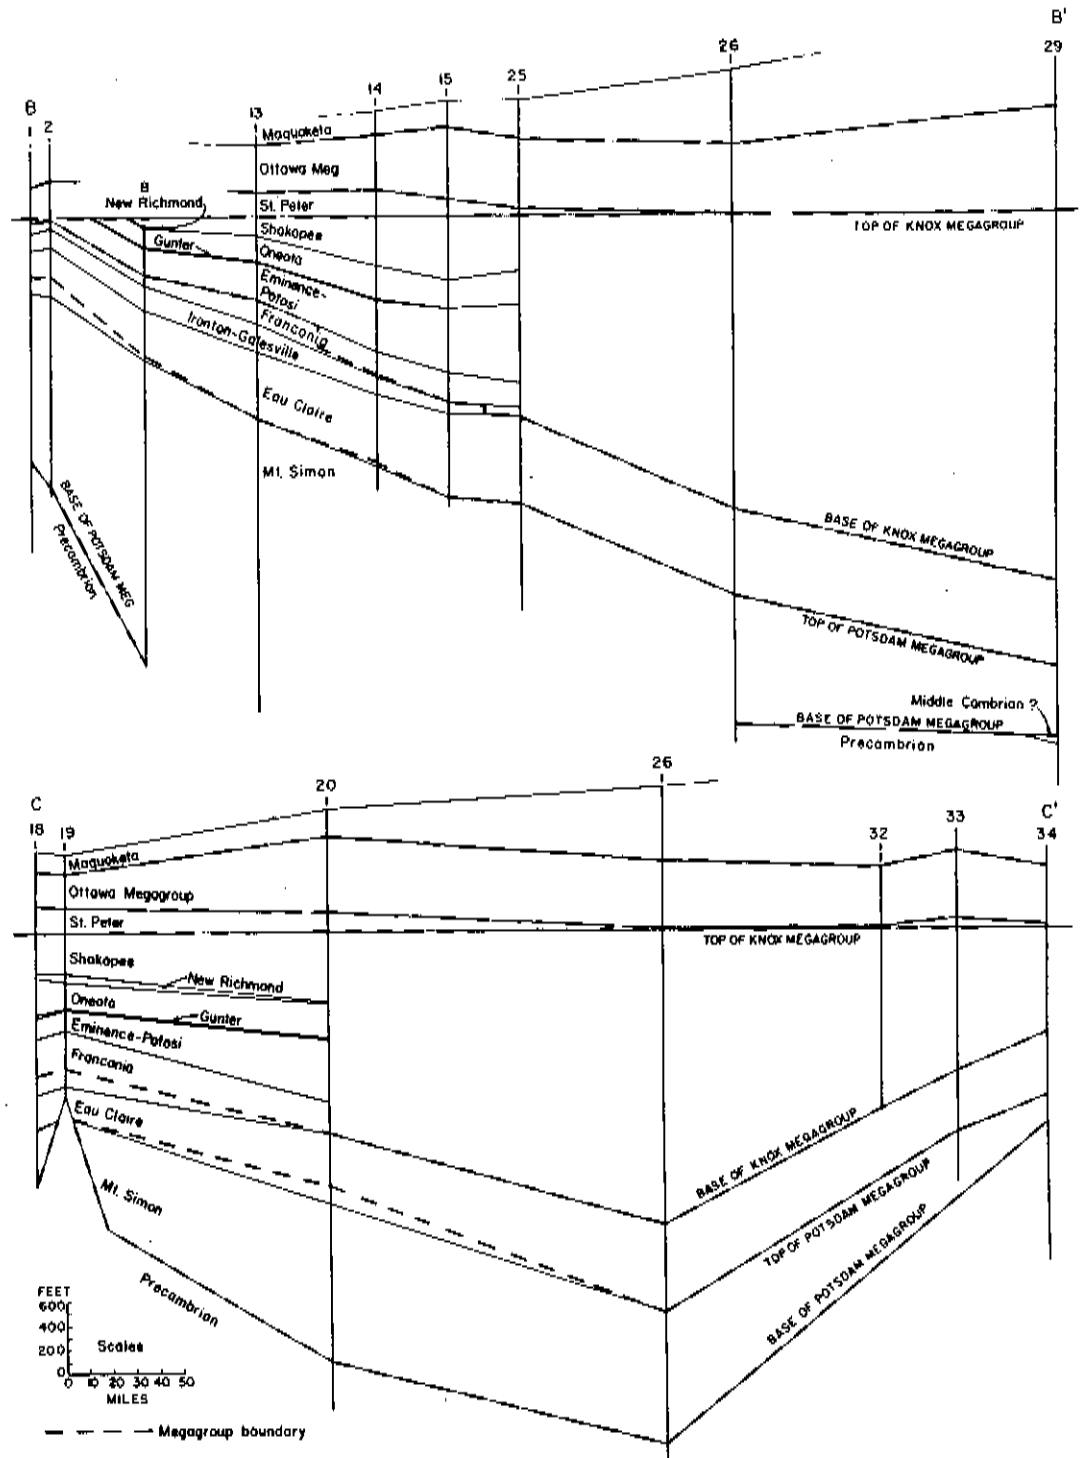 B'
29
26
25
15
14
13
B
2
8
Maquoketa
Ottawa Meg
New Richmond
St. Peter
TOP OF KNOX MEGAGROUP
Shakopee
Gunter
Oneota
Eminence-
Potosi
Franconia
Ironton-Galesville
Eau Claire
Mt. Simon
BASE OF POTSDAM MEG
Precambrian
BASE OF KNOX MEGAGROUP
TOP OF POTSDAM MEGAGROUP
Middle Cambrian ?
BASE OF POTSDAM MEGAGROUP
Precambrian
C
18 19
20
26
32
33
C'
34
Maquoketa
Ottawa Megagroup
St. Peter
TOP OF KNOX MEGAGROUP
Shakopee
New Richmond
Oneota
Gunter
Eminence-Potosi
Franconia
Eau Claire
BASE OF KNOX MEGAGROUP
Mt. Simon
TOP OF POTSDAM MEGAGROUP
BASE OF POTSDAM MEGAGROUP
Precambrian
FEET
600
400
200
0
Scales
0 10 20 30 40 50
MILES
Megagroup boundary